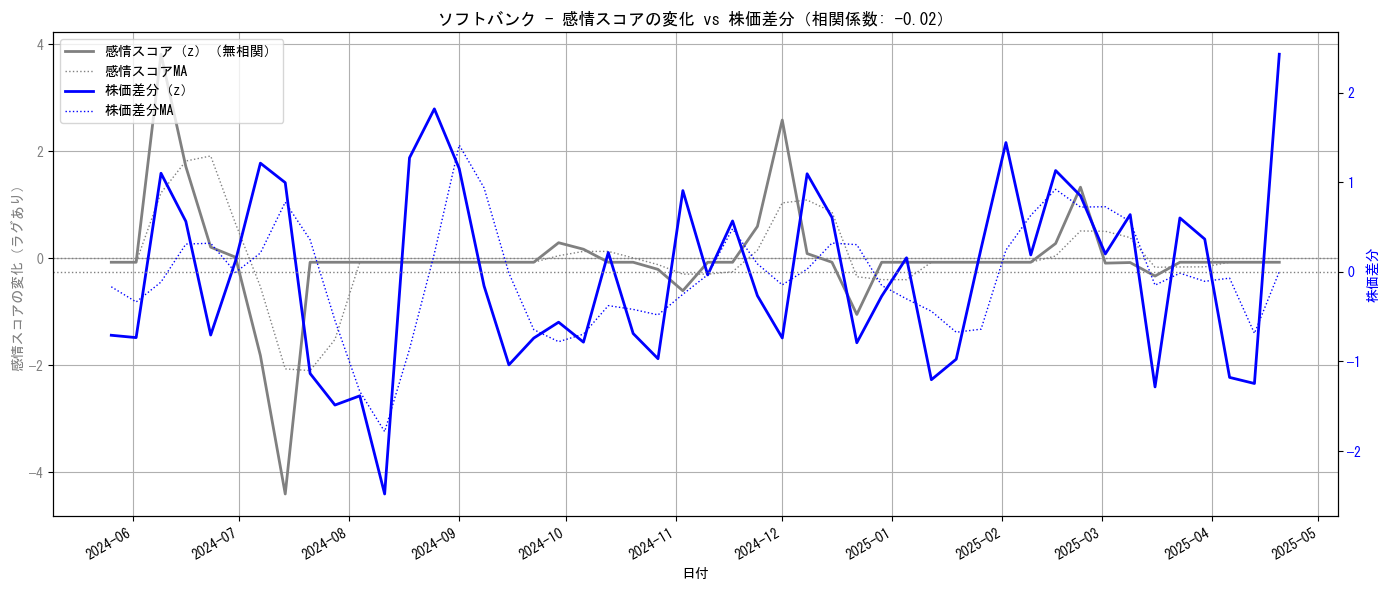 ソフトバンク - 感情スコアの変化 vs 株価差分 (相関係数: -0.02)
感情スコア (z) (無相関)
感情スコアMA
株価差分 (z)
株価差分MA
感情スコアの変化 (ラグあり)
4
2
0
−2
−4
株価差分
2
1
0
−1
−2
2024-06
2024-07
2024-08
2024-09
2024-10
2024-11
2024-12
2025-01
2025-02
2025-03
2025-04
2025-05
日付